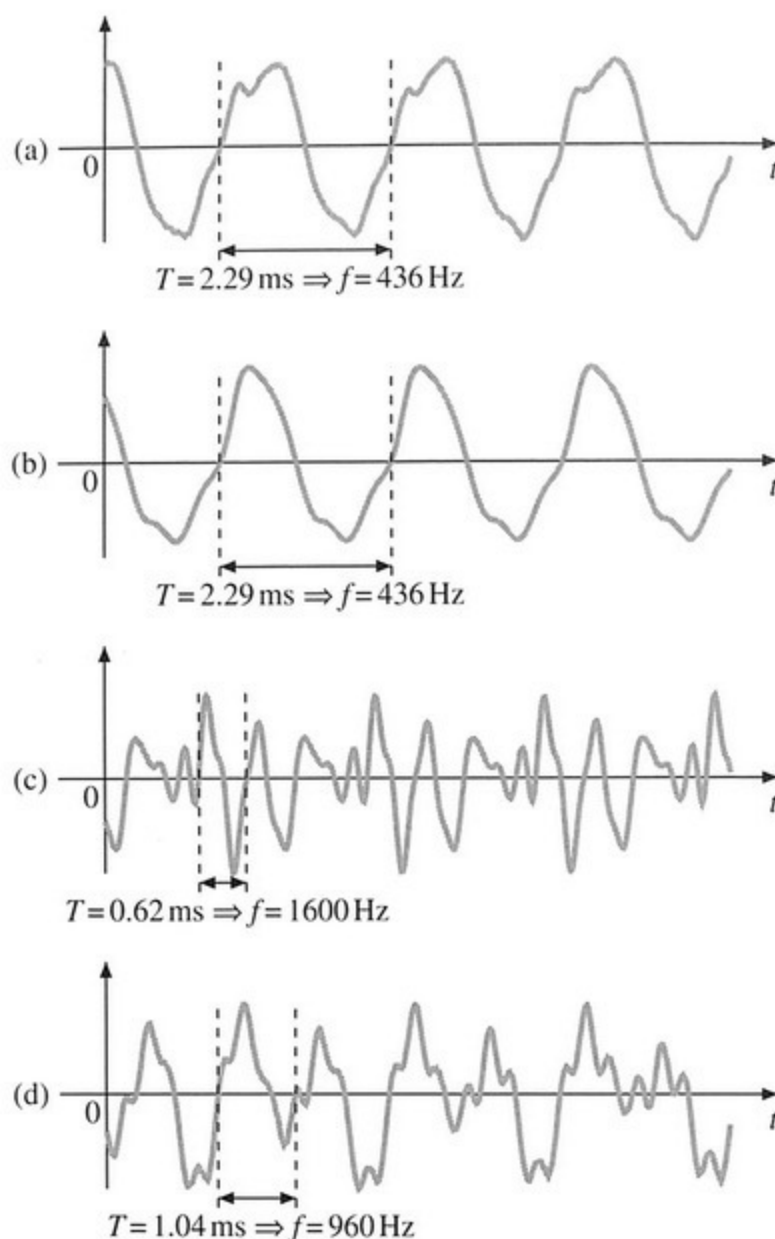 (a)
0
t
T = 2.29 ms ⇒ f = 436 Hz
(b)
0
t
T = 2.29 ms ⇒ f = 436 Hz
(c)
0
t
T = 0.62 ms ⇒ f = 1600 Hz
(d)
0
t
T = 1.04 ms ⇒ f = 960 Hz